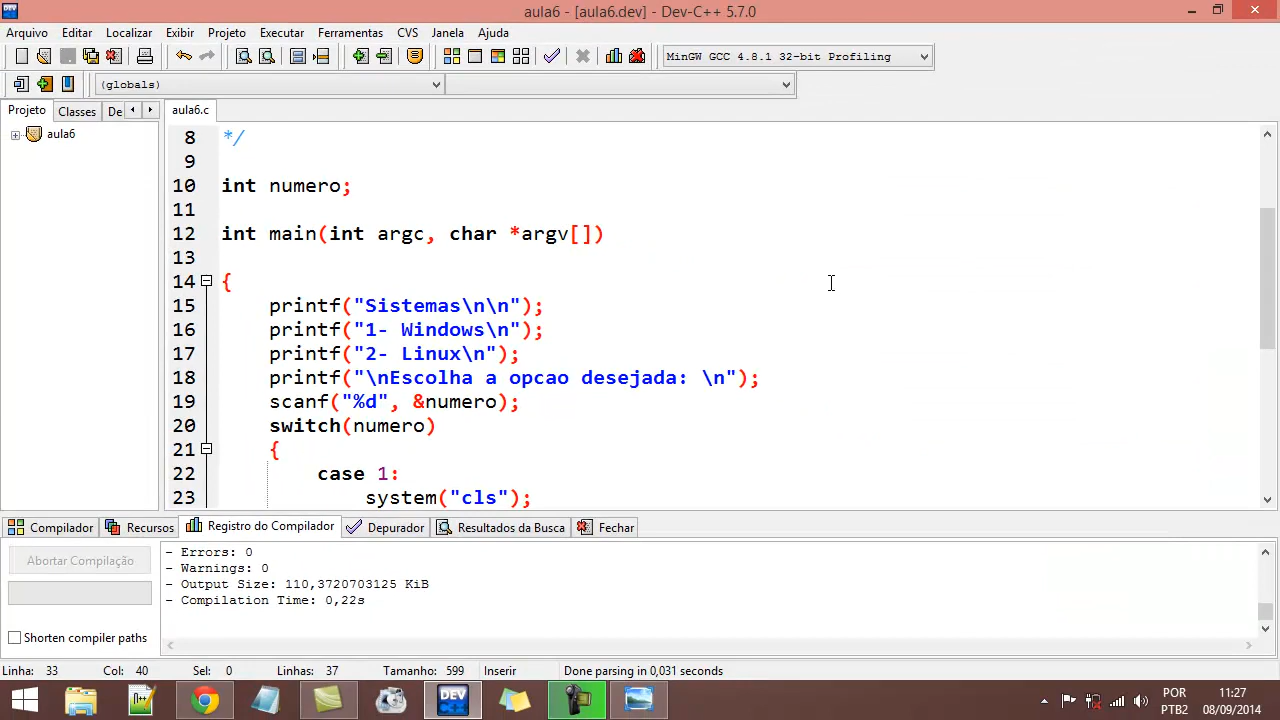 aula6 - [aula6.dev] - Dev-C++ 5.7.0
Arquivo Editar Localizar Exibir Projeto Executar Ferramentas CVS Janela Ajuda
MinGW GCC 4.8.1 32-bit Profiling
(globals)
Projeto Classes De
aula6.c
aula6
8 */
9
10 int numero;
11
12 int main(int argc, char *argv[])
13
14 {
15 printf("Sistemas\n\n");
16 printf("1- Windows\n");
17 printf("2- Linux\n");
18 printf("\nEscolha a opcao desejada: \n");
19 scanf("%d", &numero);
20 switch(numero)
21 {
22 case 1:
23 system("cls");
Compilador Recursos Registro do Compilador Depurador Resultados da Busca Fechar
Abortar Compilação
Shorten compiler paths
- Errors: 0
- Warnings: 0
- Output Size: 110,3720703125 KiB
- Compilation Time: 0,22s
Linha: 33 Col: 40 Sel: 0 Linhas: 37 Tamanho: 599 Inserir Done parsing in 0,031 seconds
DEV C++
POR
PTB2
11:27
08/09/2014